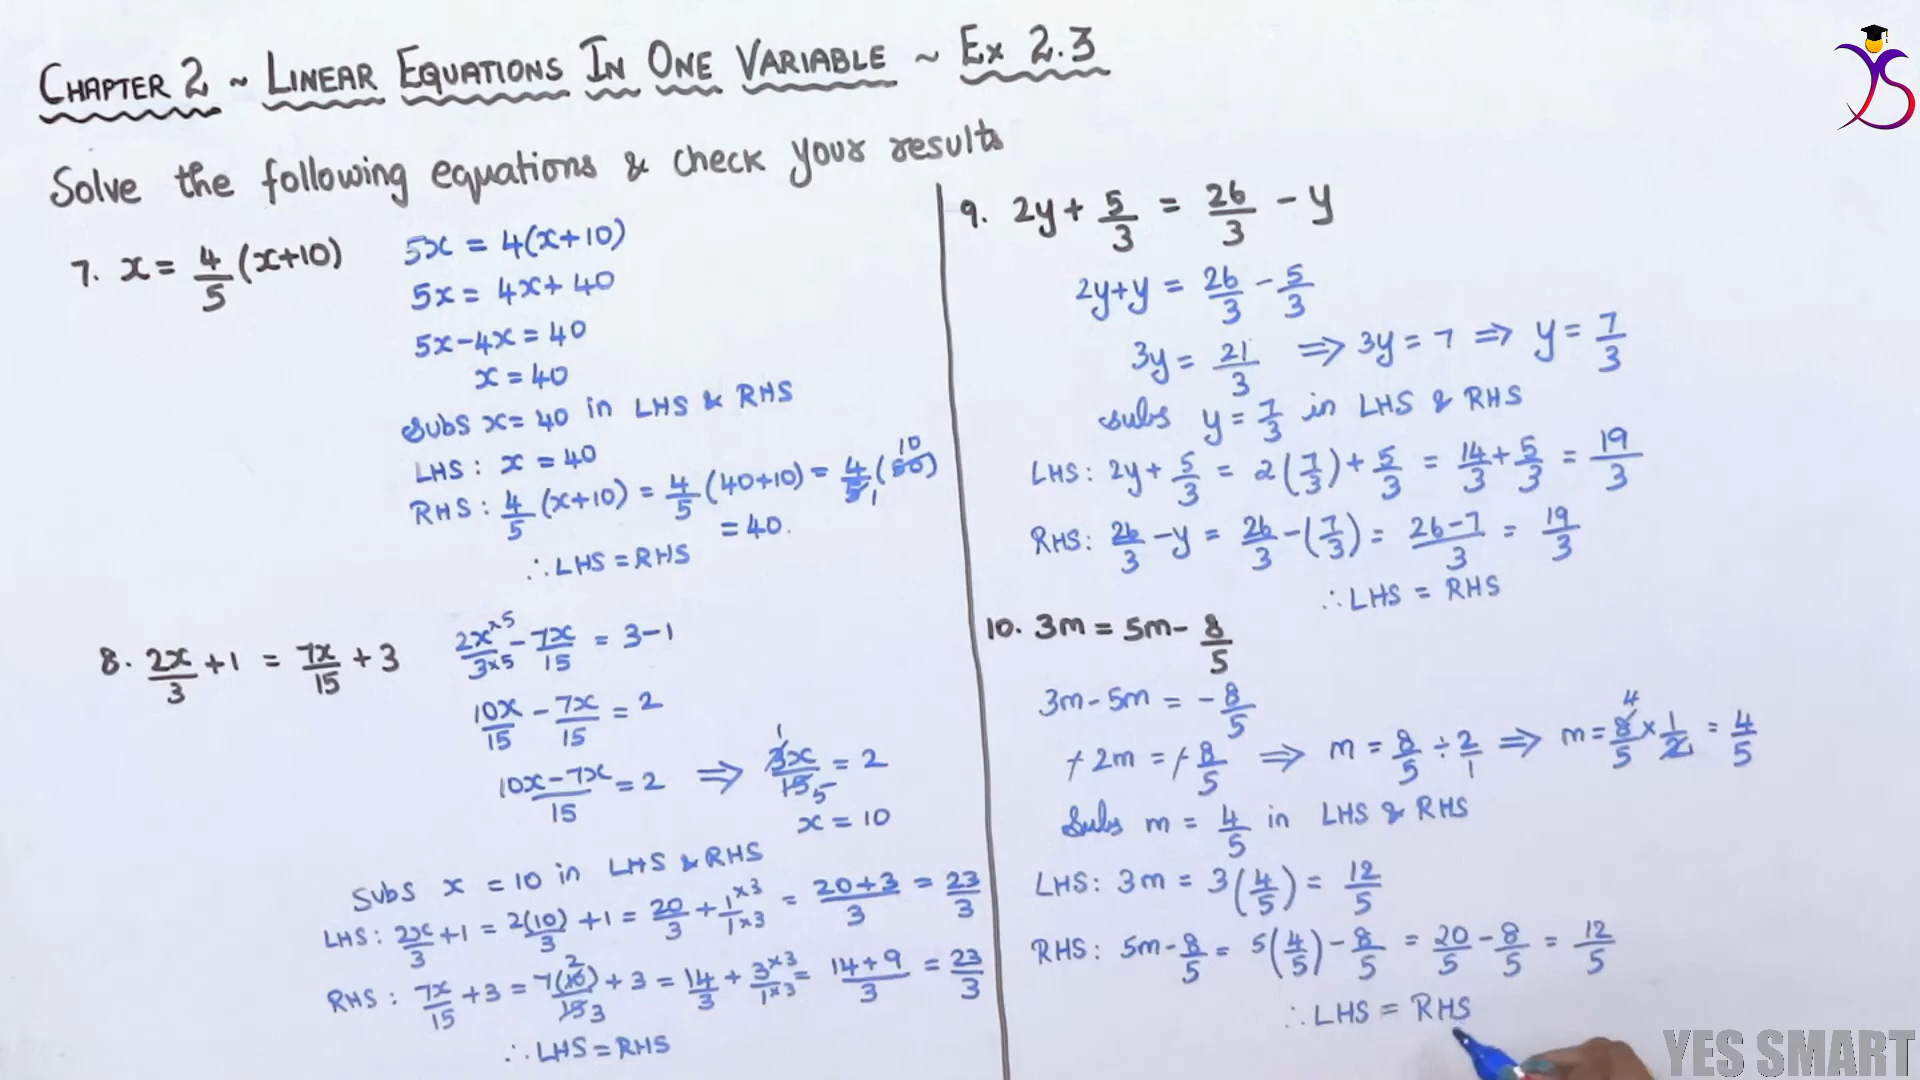 CHAPTER 2 ~ LINEAR EQUATIONS IN ONE VARIABLE ~ Ex 2.3
Solve the following equations & check your results
7. x = 4/5 (x+10)
5x = 4(x+10)
5x = 4x + 40
5x - 4x = 40
x = 40
Subs x = 40 in LHS & RHS
LHS: x = 40
RHS: 4/5 (x+10) = 4/5 (40+10) = 4/5 1 (50) 10
= 40.
∴ LHS = RHS
8. 2x/3 + 1 = 7x/15 + 3
2x ×5/3 ×5 - 7x/15 = 3-1
10x/15 - 7x/15 = 2
10x-7x/15 = 2 ⇒ 1 3x/15 5 = 2
x = 10
Subs x = 10 in LHS & RHS
LHS: 2x/3 + 1 = 2(10)/3 + 1 = 20/3 + 1 ×3/1 ×3 = 20+3/3 = 23/3
RHS: 7x/15 + 3 = 7(10) 2/15 3 + 3 = 14/3 + 3 ×3/1 ×3 = 14+9/3 = 23/3
∴ LHS = RHS
9. 2y + 5/3 = 26/3 - y
2y+y = 26/3 - 5/3
3y = 21/3 ⇒ 3y = 7 ⇒ y = 7/3
Subs y = 7/3 in LHS & RHS
LHS: 2y + 5/3 = 2(7/3) + 5/3 = 14/3 + 5/3 = 19/3
RHS: 26/3 - y = 26/3 - (7/3) = 26-7/3 = 19/3
∴ LHS = RHS
10. 3m = 5m - 8/5
3m - 5m = - 8/5
- 2m = - 8/5 ⇒ m = 8/5 ÷ 2/1 ⇒ m = 8 4/5 × 1/2 = 4/5
Subs m = 4/5 in LHS & RHS
LHS: 3m = 3(4/5) = 12/5
RHS: 5m - 8/5 = 5(4/5) - 8/5 = 20/5 - 8/5 = 12/5
∴ LHS = RHS
YS
YES SMART